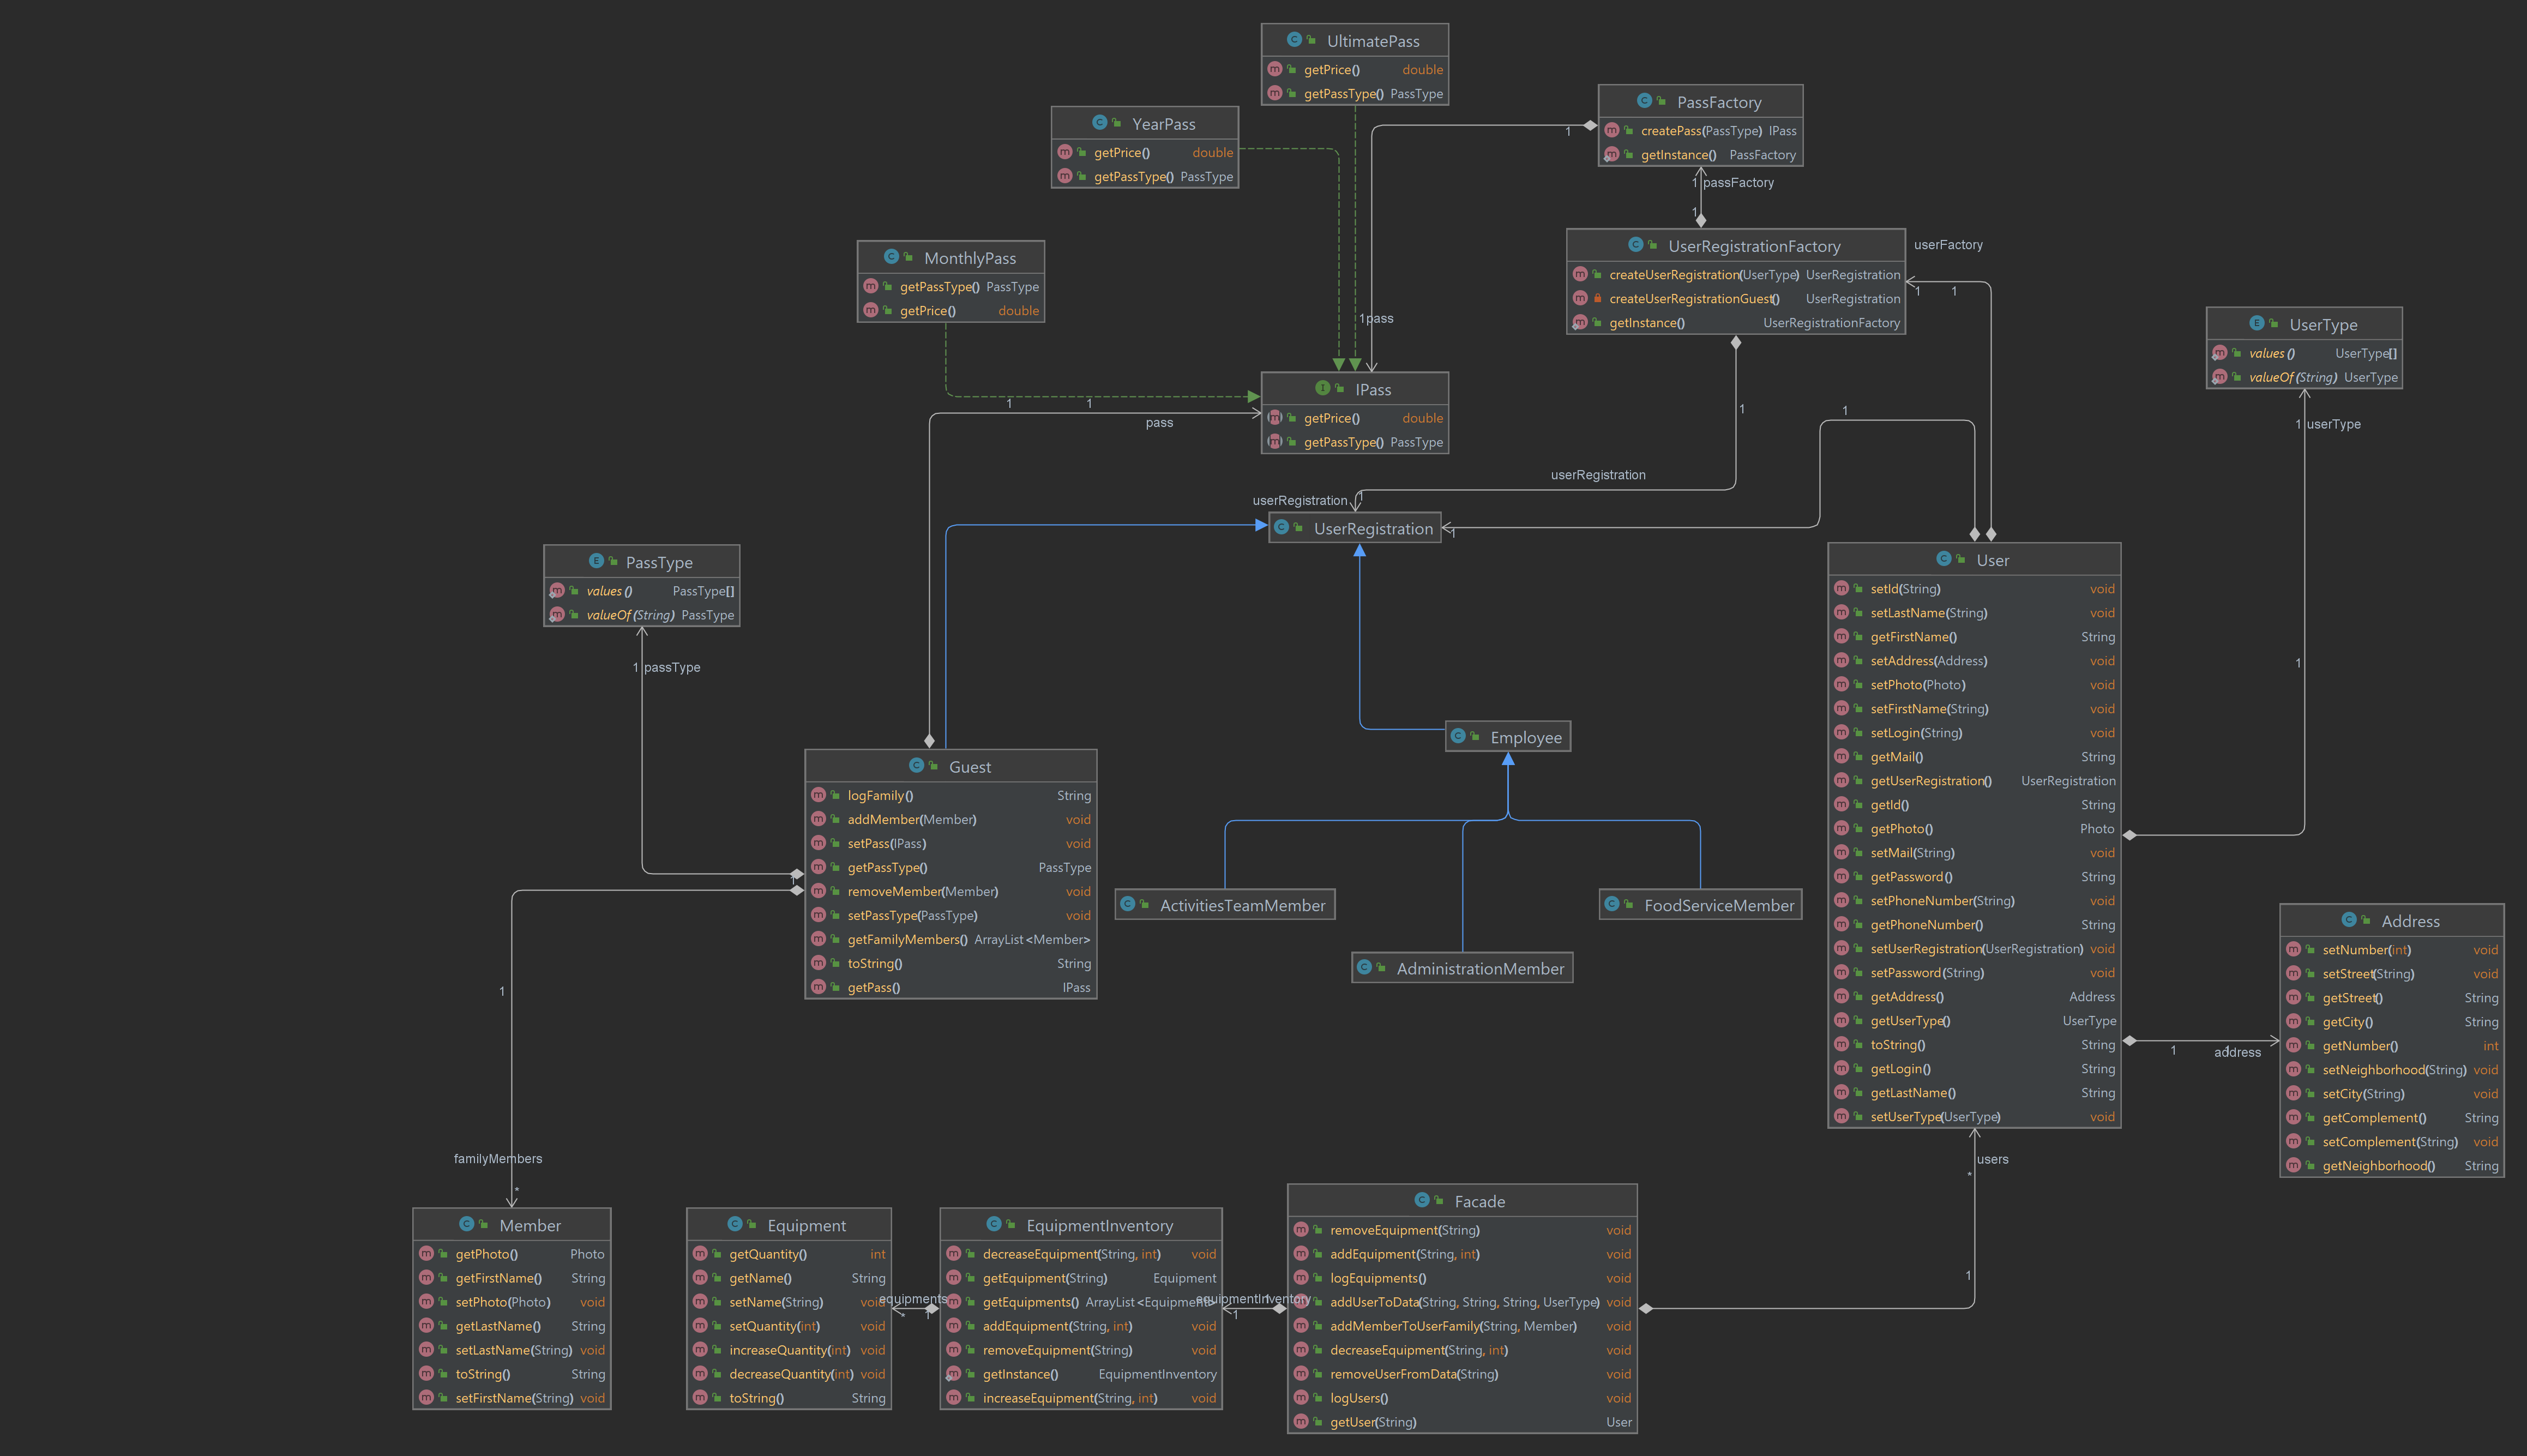 UltimatePass
getPrice() double
getPassType() PassType
YearPass
getPrice() double
getPassType() PassType
PassFactory
createPass(PassType) IPass
getInstance() PassFactory
1
1 passFactory
1
MonthlyPass
getPassType() PassType
getPrice() double
UserRegistrationFactory
createUserRegistration(UserType) UserRegistration
createUserRegistrationGuest() UserRegistration
getInstance() UserRegistrationFactory
userFactory
1 1
1 pass
UserType
values() UserType[]
valueOf(String) UserType
1 userType
1
IPass
getPrice() double
getPassType() PassType
1 1
pass
1
1
userRegistration
userRegistration 1
UserRegistration
1
PassType
values() PassType[]
valueOf(String) PassType
1 passType
1
User
setId(String) void
setLastName(String) void
getFirstName() String
setAddress(Address) void
setPhoto(Photo) void
setFirstName(String) void
setLogin(String) void
getMail() String
getUserRegistration() UserRegistration
getId() String
getPhoto() Photo
setMail(String) void
getPassword() String
setPhoneNumber(String) void
getPhoneNumber() String
setUserRegistration(UserRegistration) void
setPassword(String) void
getAddress() Address
getUserType() UserType
toString() String
getLogin() String
getLastName() String
setUserType(UserType) void
Employee
Guest
logFamily() String
addMember(Member) void
setPass(IPass) void
getPassType() PassType
removeMember(Member) void
setPassType(PassType) void
getFamilyMembers() ArrayList<Member>
toString() String
getPass() IPass
ActivitiesTeamMember
FoodServiceMember
AdministrationMember
Address
setNumber(int) void
setStreet(String) void
getStreet() String
getCity() String
getNumber() int
setNeighborhood(String) void
setCity(String) void
getComplement() String
setComplement(String) void
getNeighborhood() String
1 1 address
1
familyMembers
*
users
*
1
Member
getPhoto() Photo
getFirstName() String
setPhoto(Photo) void
getLastName() String
setLastName(String) void
toString() String
setFirstName(String) void
Equipment
getQuantity() int
getName() String
setName(String) void
setQuantity(int) void
increaseQuantity(int) void
decreaseQuantity(int) void
toString() String
equipments
* 1
EquipmentInventory
decreaseEquipment(String, int) void
getEquipment(String) Equipment
getEquipments() ArrayList<Equipment>
addEquipment(String, int) void
removeEquipment(String) void
getInstance() EquipmentInventory
increaseEquipment(String, int) void
equipmentInventory
1 1
Facade
removeEquipment(String) void
addEquipment(String, int) void
logEquipments() void
addUserToData(String, String, String, UserType) void
addMemberToUserFamily(String, Member) void
decreaseEquipment(String, int) void
removeUserFromData(String) void
logUsers() void
getUser(String) User